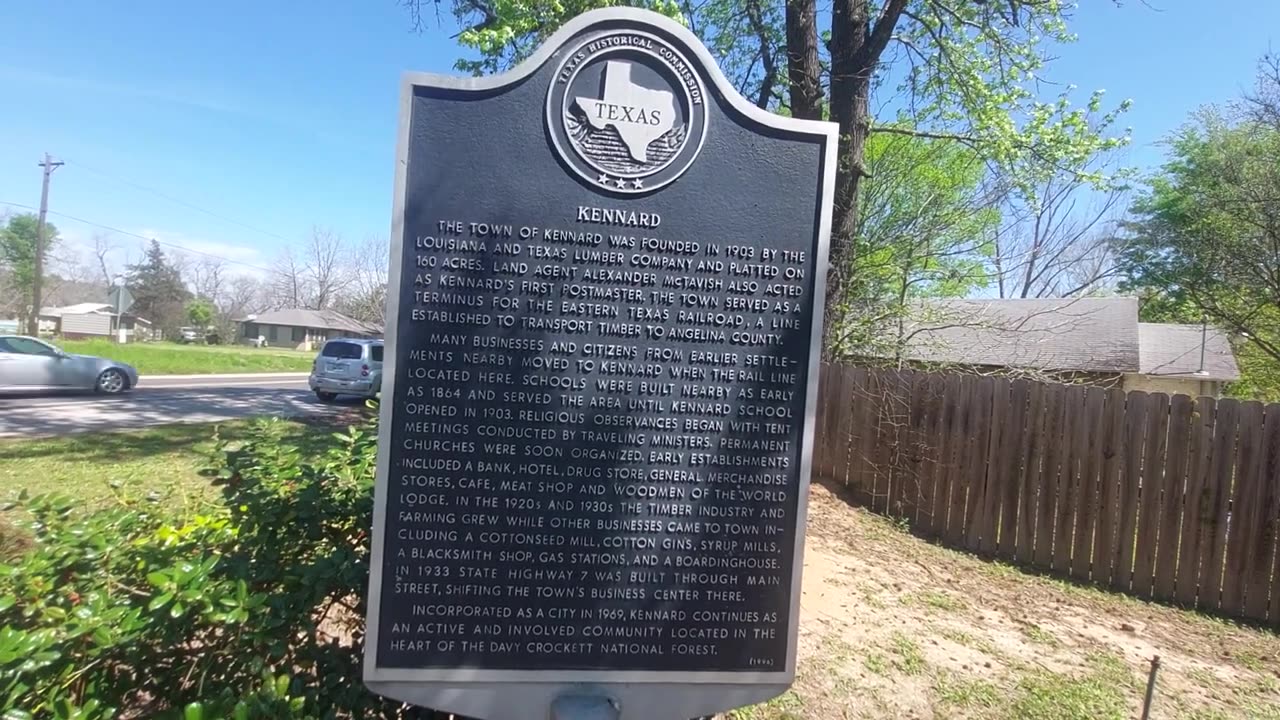 TEXAS HISTORICAL COMMISSION
TEXAS
KENNARD
THE TOWN OF KENNARD WAS FOUNDED IN 1903 BY THE
LOUISIANA AND TEXAS LUMBER COMPANY AND PLATTED ON
160 ACRES. LAND AGENT ALEXANDER McTAVISH ALSO ACTED
AS KENNARD'S FIRST POSTMASTER. THE TOWN SERVED AS A
TERMINUS FOR THE EASTERN TEXAS RAILROAD, A LINE
ESTABLISHED TO TRANSPORT TIMBER TO ANGELINA COUNTY.
MANY BUSINESSES AND CITIZENS FROM EARLIER SETTLE-
MENTS NEARBY MOVED TO KENNARD WHEN THE RAIL LINE
LOCATED HERE. SCHOOLS WERE BUILT NEARBY AS EARLY
AS 1864 AND SERVED THE AREA UNTIL KENNARD SCHOOL
OPENED IN 1903. RELIGIOUS OBSERVANCES BEGAN WITH TENT
MEETINGS CONDUCTED BY TRAVELING MINISTERS. PERMANENT
CHURCHES WERE SOON ORGANIZED. EARLY ESTABLISHMENTS
INCLUDED A BANK, HOTEL, DRUG STORE, GENERAL MERCHANDISE
STORES, CAFE, MEAT SHOP AND WOODMEN OF THE WORLD
LODGE. IN THE 1920s AND 1930s THE TIMBER INDUSTRY AND
FARMING GREW WHILE OTHER BUSINESSES CAME TO TOWN IN-
CLUDING A COTTONSEED MILL, COTTON GINS, SYRUP MILLS,
A BLACKSMITH SHOP, GAS STATIONS, AND A BOARDINGHOUSE.
IN 1933 STATE HIGHWAY 7 WAS BUILT THROUGH MAIN
STREET, SHIFTING THE TOWN'S BUSINESS CENTER THERE.
INCORPORATED AS A CITY IN 1969, KENNARD CONTINUES AS
AN ACTIVE AND INVOLVED COMMUNITY LOCATED IN THE
HEART OF THE DAVY CROCKETT NATIONAL FOREST.